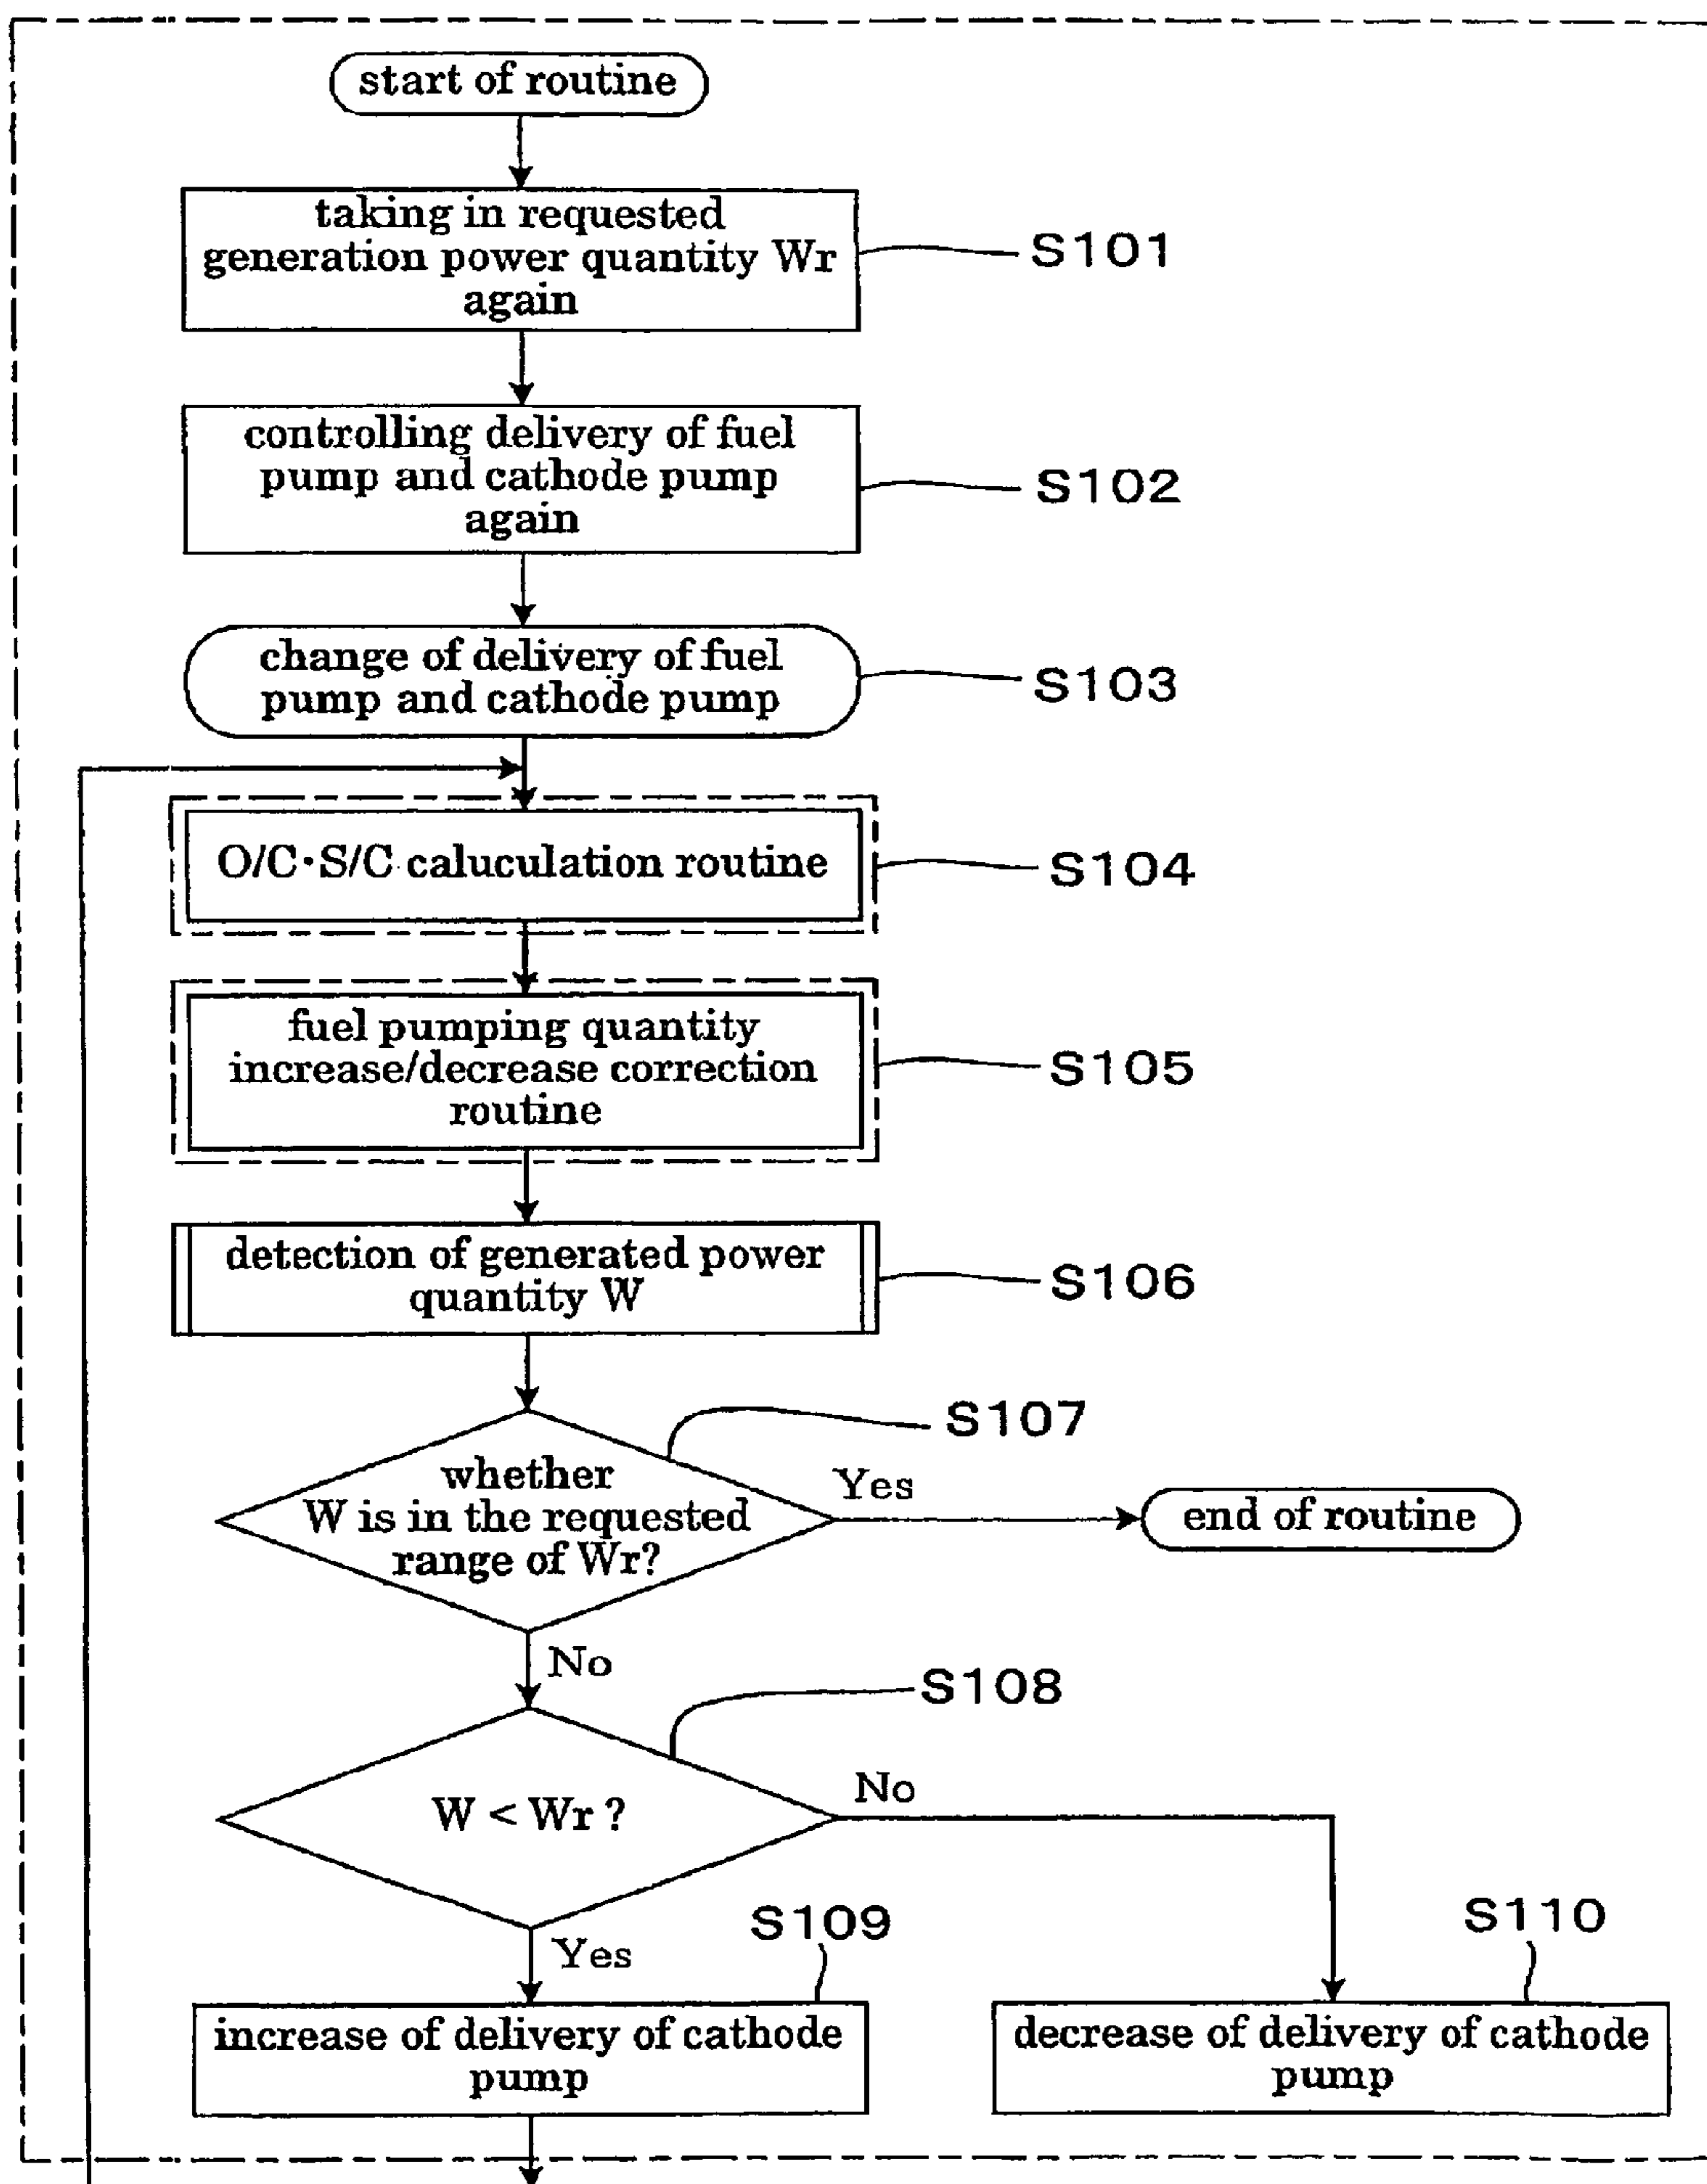 start of routine
taking in requested
generation power quantity Wr
again
S101
controlling delivery of fuel
pump and cathode pump
again
S102
change of delivery of fuel
pump and cathode pump
S103
O/C·S/C caluculation routine
S104
fuel pumping quantity
increase/decrease correction
routine
S105
detection of generated power
quantity W
S106
S107
whether
W is in the requested
range of Wr?
Yes
end of routine
No
S108
W < Wr ?
No
Yes
S109
increase of delivery of cathode
pump
S110
decrease of delivery of cathode
pump